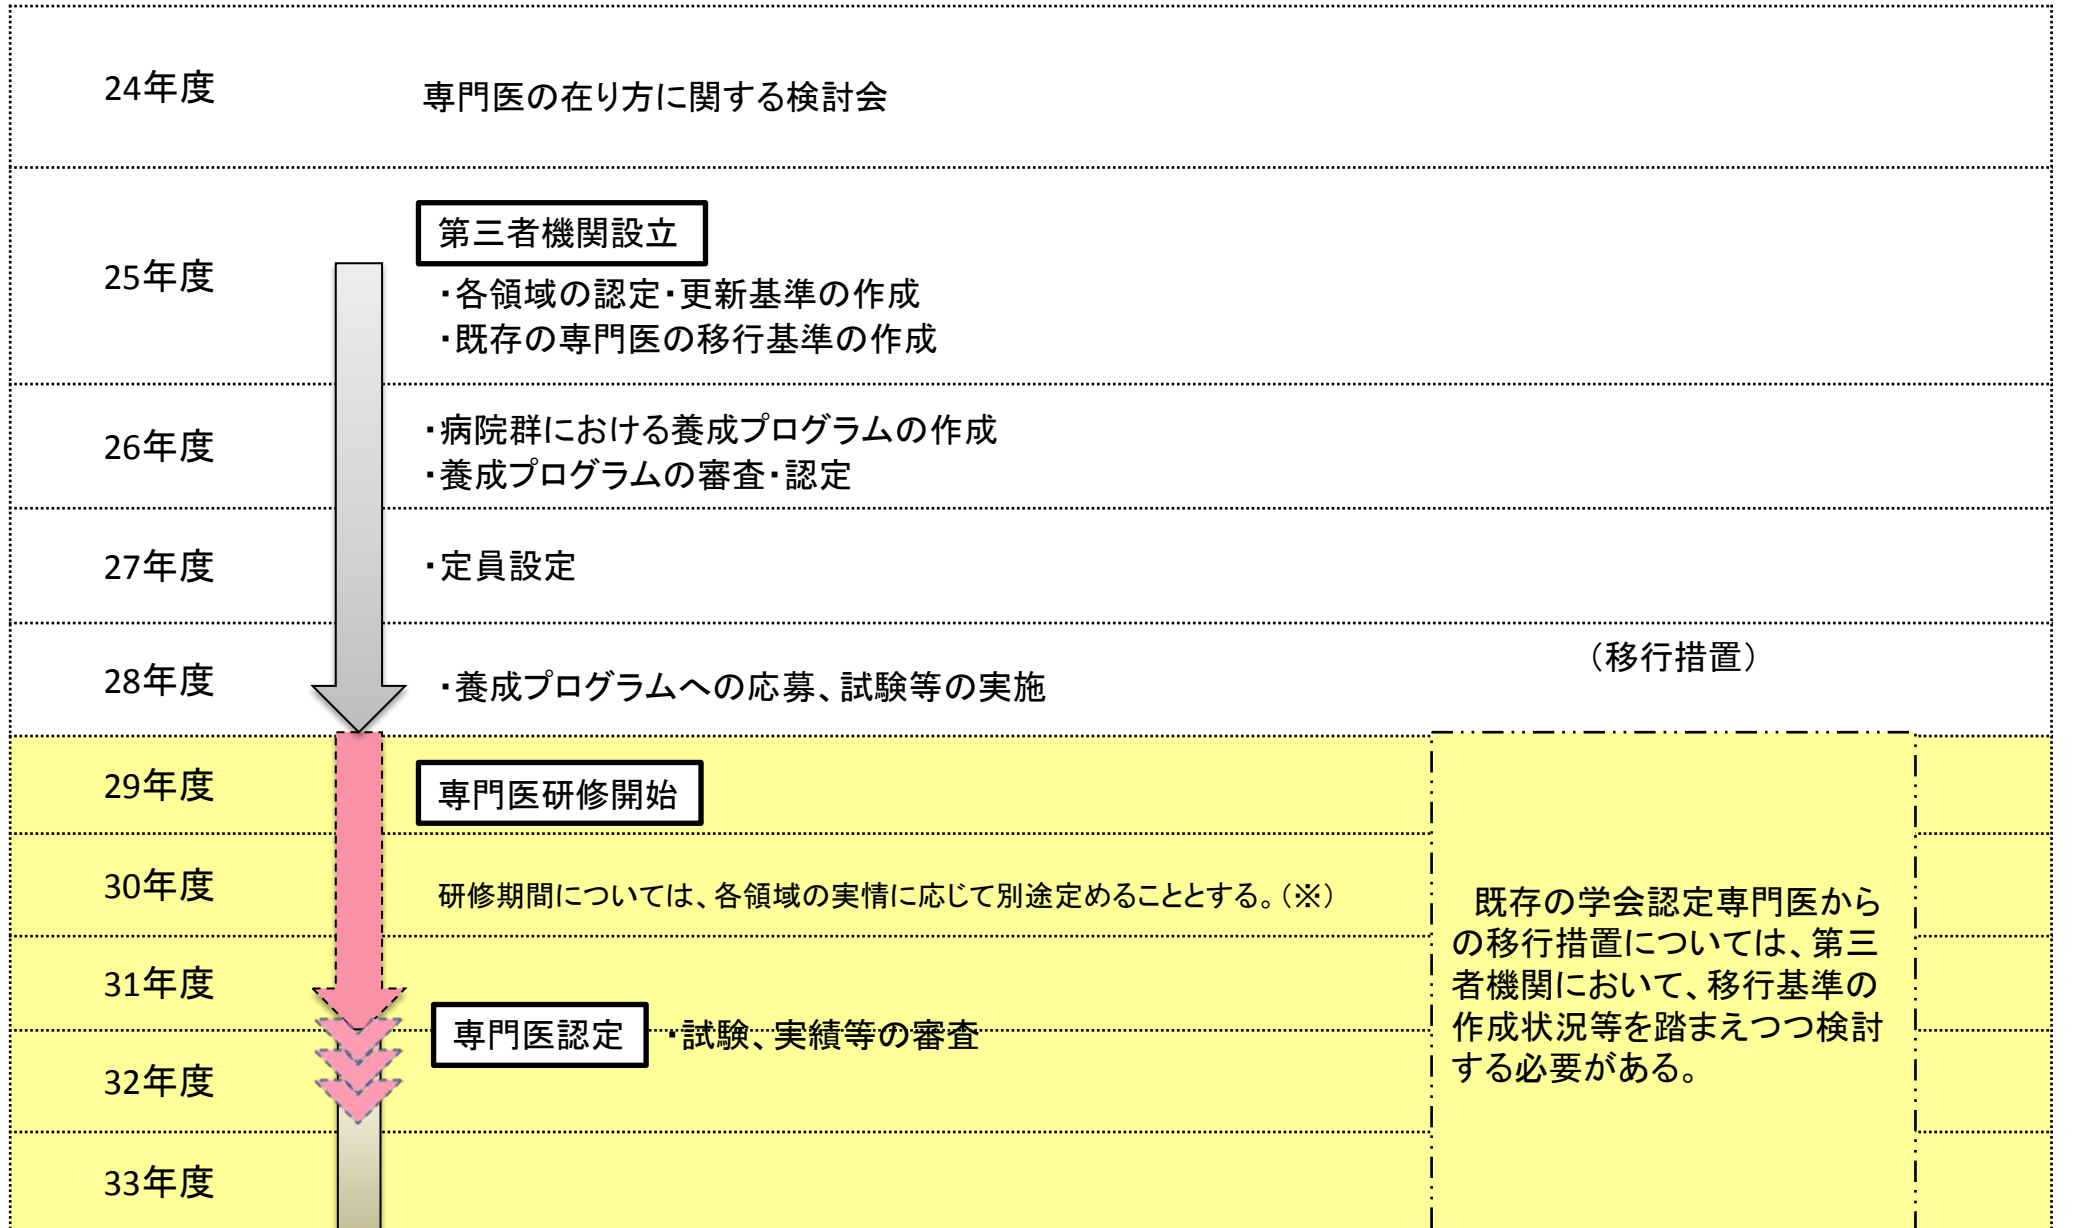 24年度
専門医の在り方に関する検討会
25年度
第三者機関設立
・各領域の認定・更新基準の作成
・既存の専門医の移行基準の作成
26年度
・病院群における養成プログラムの作成
・養成プログラムの審査・認定
27年度
・定員設定
28年度
・養成プログラムへの応募、試験等の実施
（移行措置）
29年度
専門医研修開始
30年度
研修期間については、各領域の実情に応じて別途定めることとする。（※）
31年度
専門医認定
・試験、実績等の審査
32年度
33年度
既存の学会認定専門医から
の移行措置については、第三
者機関において、移行基準の
作成状況等を踏まえつつ検討
する必要がある。